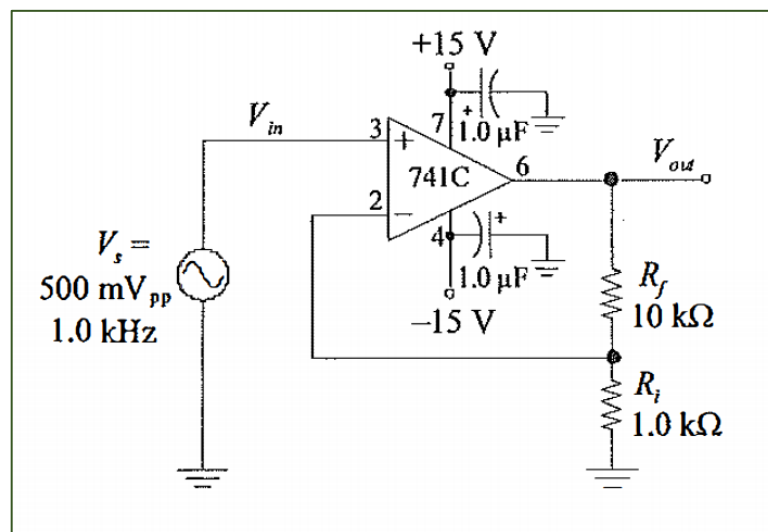 +15 V
V_in
3
7
+
1.0 µF
+
741C
6
V_out
2
−
4
+
1.0 µF
−15 V
V_s =
500 mV_pp
1.0 kHz
R_f
10 kΩ
R_i
1.0 kΩ